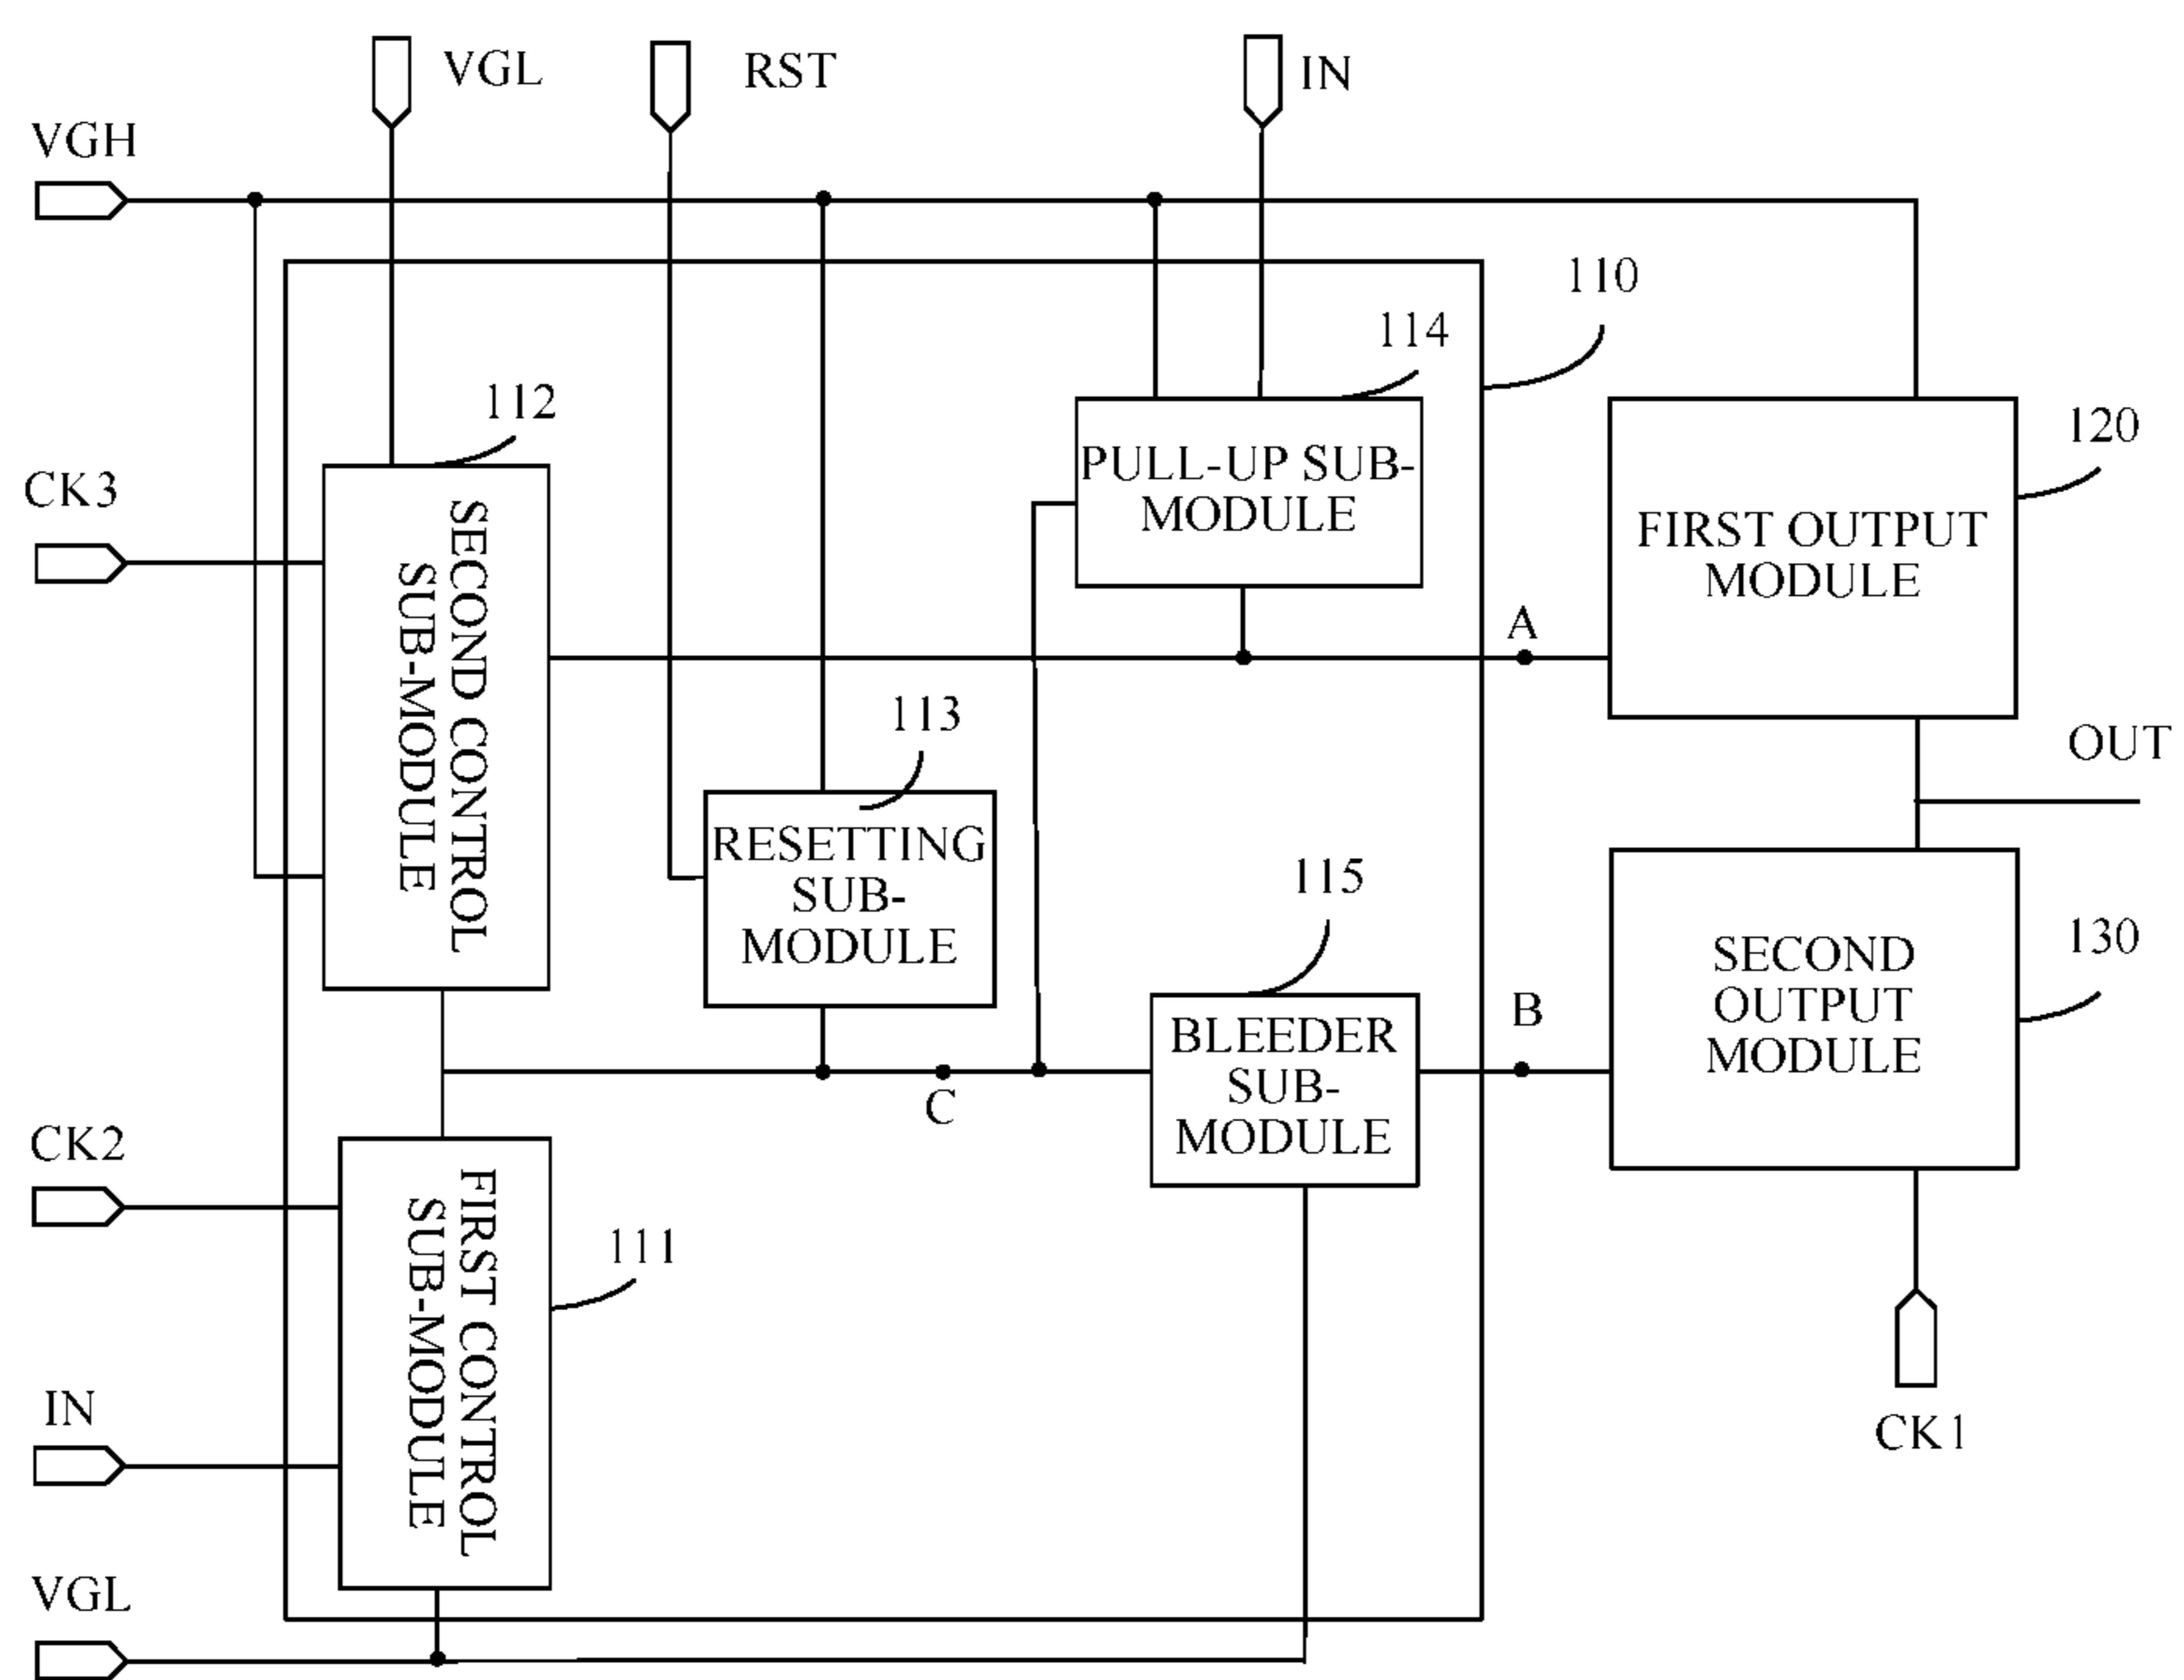 VGL
RST
IN
VGH
110
114
112
120
CK3
PULL-UP SUB-
MODULE
FIRST OUTPUT
MODULE
SECOND CONTROL
SUB-MODULE
A
113
OUT
RESETTING
SUB-
MODULE
115
130
SECOND
OUTPUT
MODULE
B
BLEEDER
SUB-
MODULE
C
CK2
FIRST CONTROL
SUB-MODULE
111
IN
CK1
VGL